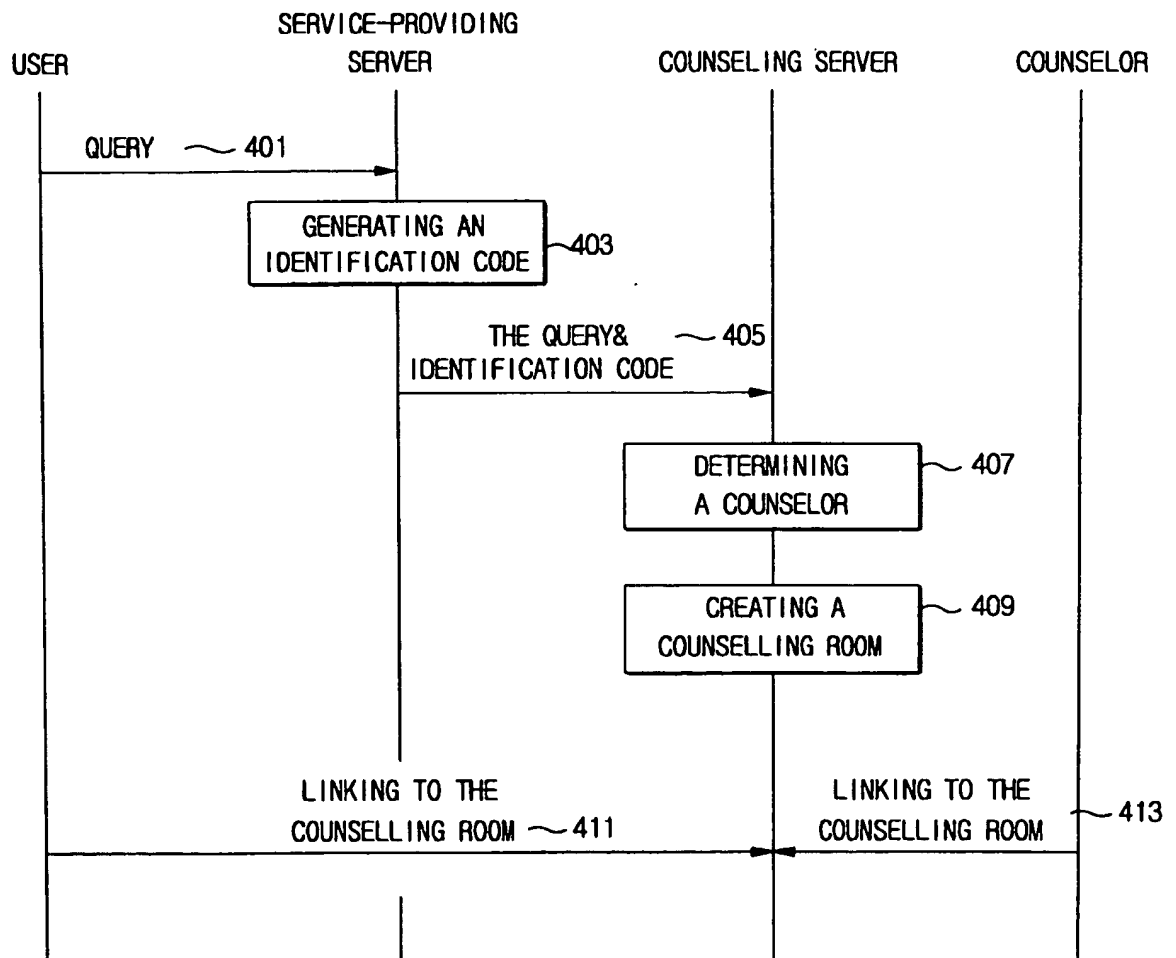 SERVICE-PROVIDING
USER SERVER COUNSELING SERVER COUNSELOR
QUERY 401
GENERATING AN
IDENTIFICATION CODE 403
THE QUERY& 405
IDENTIFICATION CODE
DETERMINING 407
A COUNSELOR
CREATING A 409
COUNSELLING ROOM
LINKING TO THE
COUNSELLING ROOM 411
LINKING TO THE 413
COUNSELLING ROOM